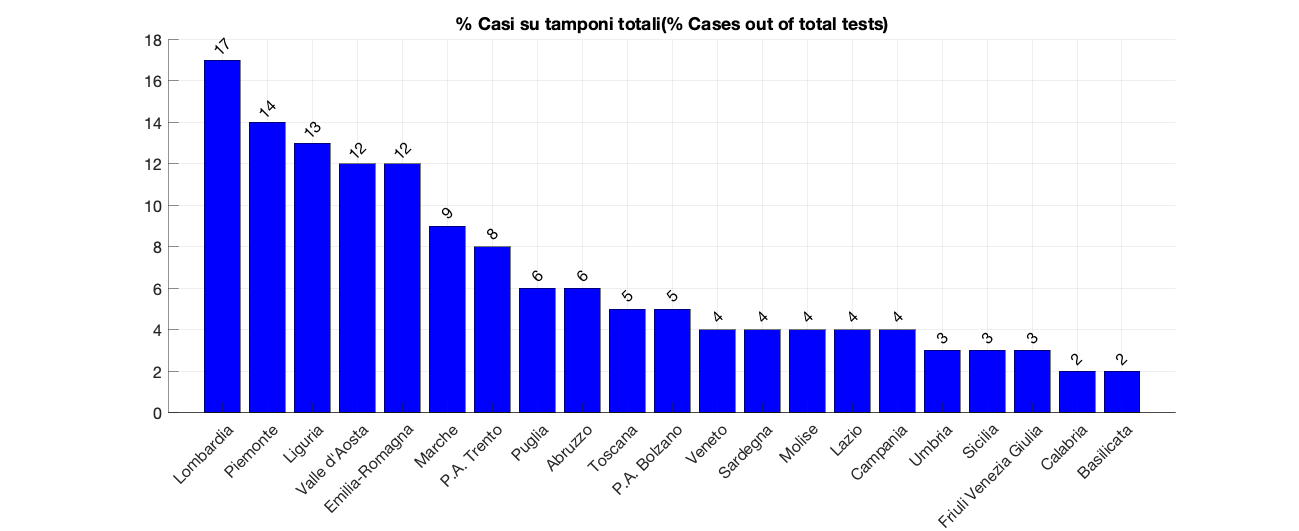 % Casi su tamponi totali(% Cases out of total tests)
18
16
14
12
10
8
6
4
2
0
17
14
13
12
12
9
8
6
6
5
5
4
4
4
4
4
3
3
3
2
2
Lombardia
Piemonte
Liguria
Valle d'Aosta
Emilia-Romagna
Marche
P.A. Trento
Puglia
Abruzzo
Toscana
P.A. Bolzano
Veneto
Sardegna
Molise
Lazio
Campania
Umbria
Sicilia
Friuli Venezia Giulia
Calabria
Basilicata